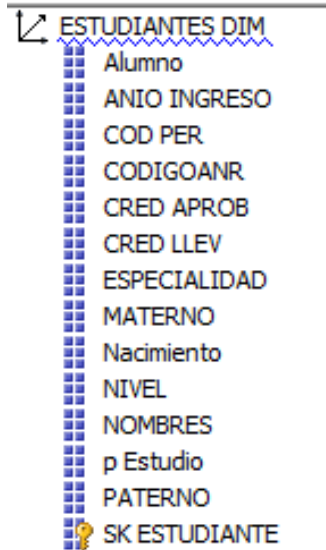 ESTUDIANTES DIM
Alumno
ANIO INGRESO
COD PER
CODIGOANR
CRED APROB
CRED LLEV
ESPECIALIDAD
MATERNO
Nacimiento
NIVEL
NOMBRES
p Estudio
PATERNO
SK ESTUDIANTE